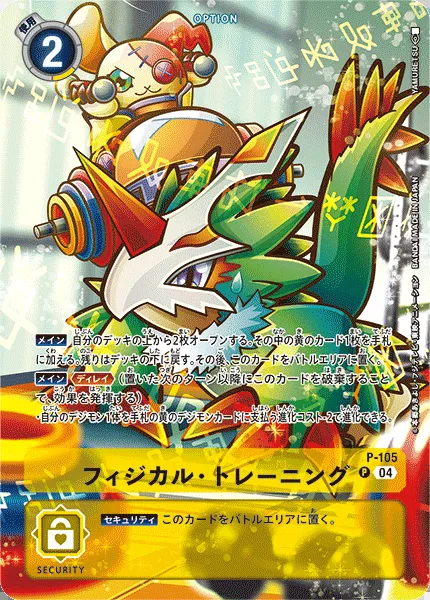 OPTION
使用
2
YAMURETSU
BANDAI MADE IN JAPAN
メイン 自分のデッキの上から2枚オープンする。その中の黄のカード1枚を手札
に加える。残りはデッキの下に戻す。その後、このカードをバトルエリアに置く。
メイン ディレイ (置いた次のターン以降にこのカードを破棄すること
で、効果を発揮する)
・自分のデジモン1体を手札の黄のデジモンカードに支払う進化コスト-2で進化できる。
P-105
フィジカル・トレーニング
P 04
セキュリティ このカードをバトルエリアに置く。
SECURITY